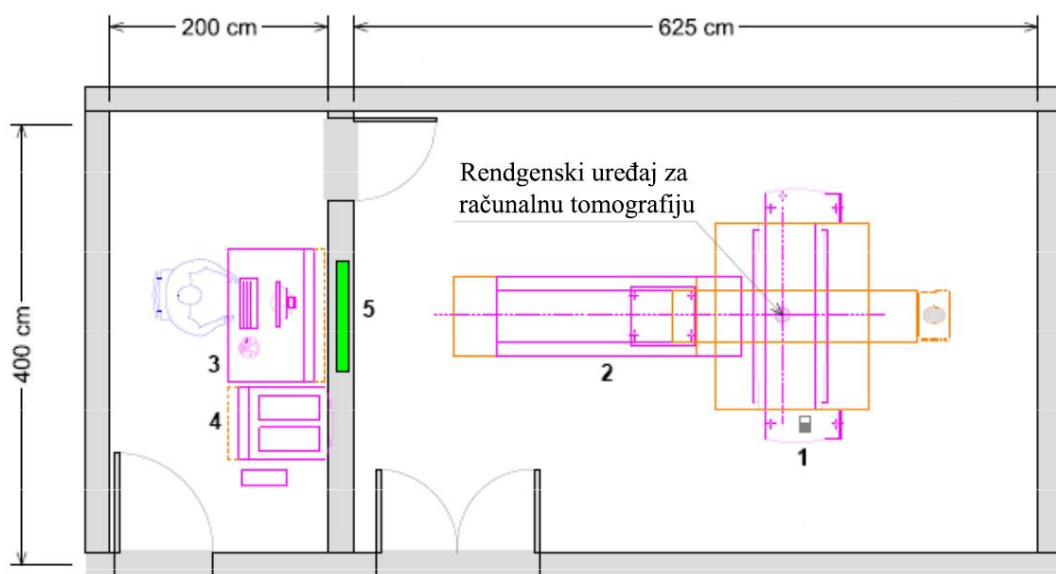 200 cm
625 cm
400 cm
Rendgenski uređaj za
računalnu tomografiju
5
3
2
4
1